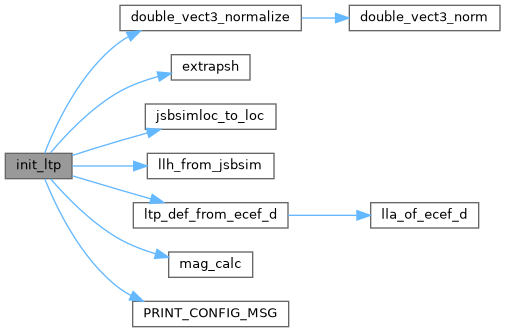 init_ltp
double_vect3_normalize
double_vect3_norm
extrapsh
jsbsimloc_to_loc
llh_from_jsbsim
ltp_def_from_ecef_d
lla_of_ecef_d
mag_calc
PRINT_CONFIG_MSG